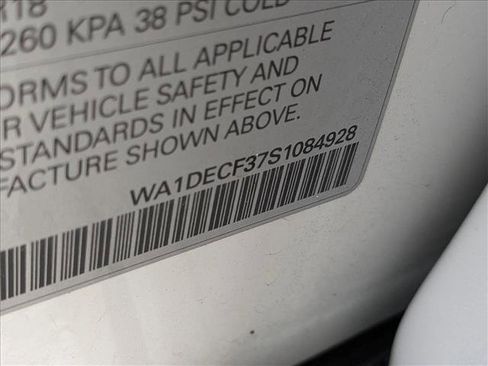 R18
260 KPA 38 PSI COLD
ORMS TO ALL APPLICABLE
R VEHICLE SAFETY AND
STANDARDS IN EFFECT ON
FACTURE SHOWN ABOVE.
WA1DECF37S1084928